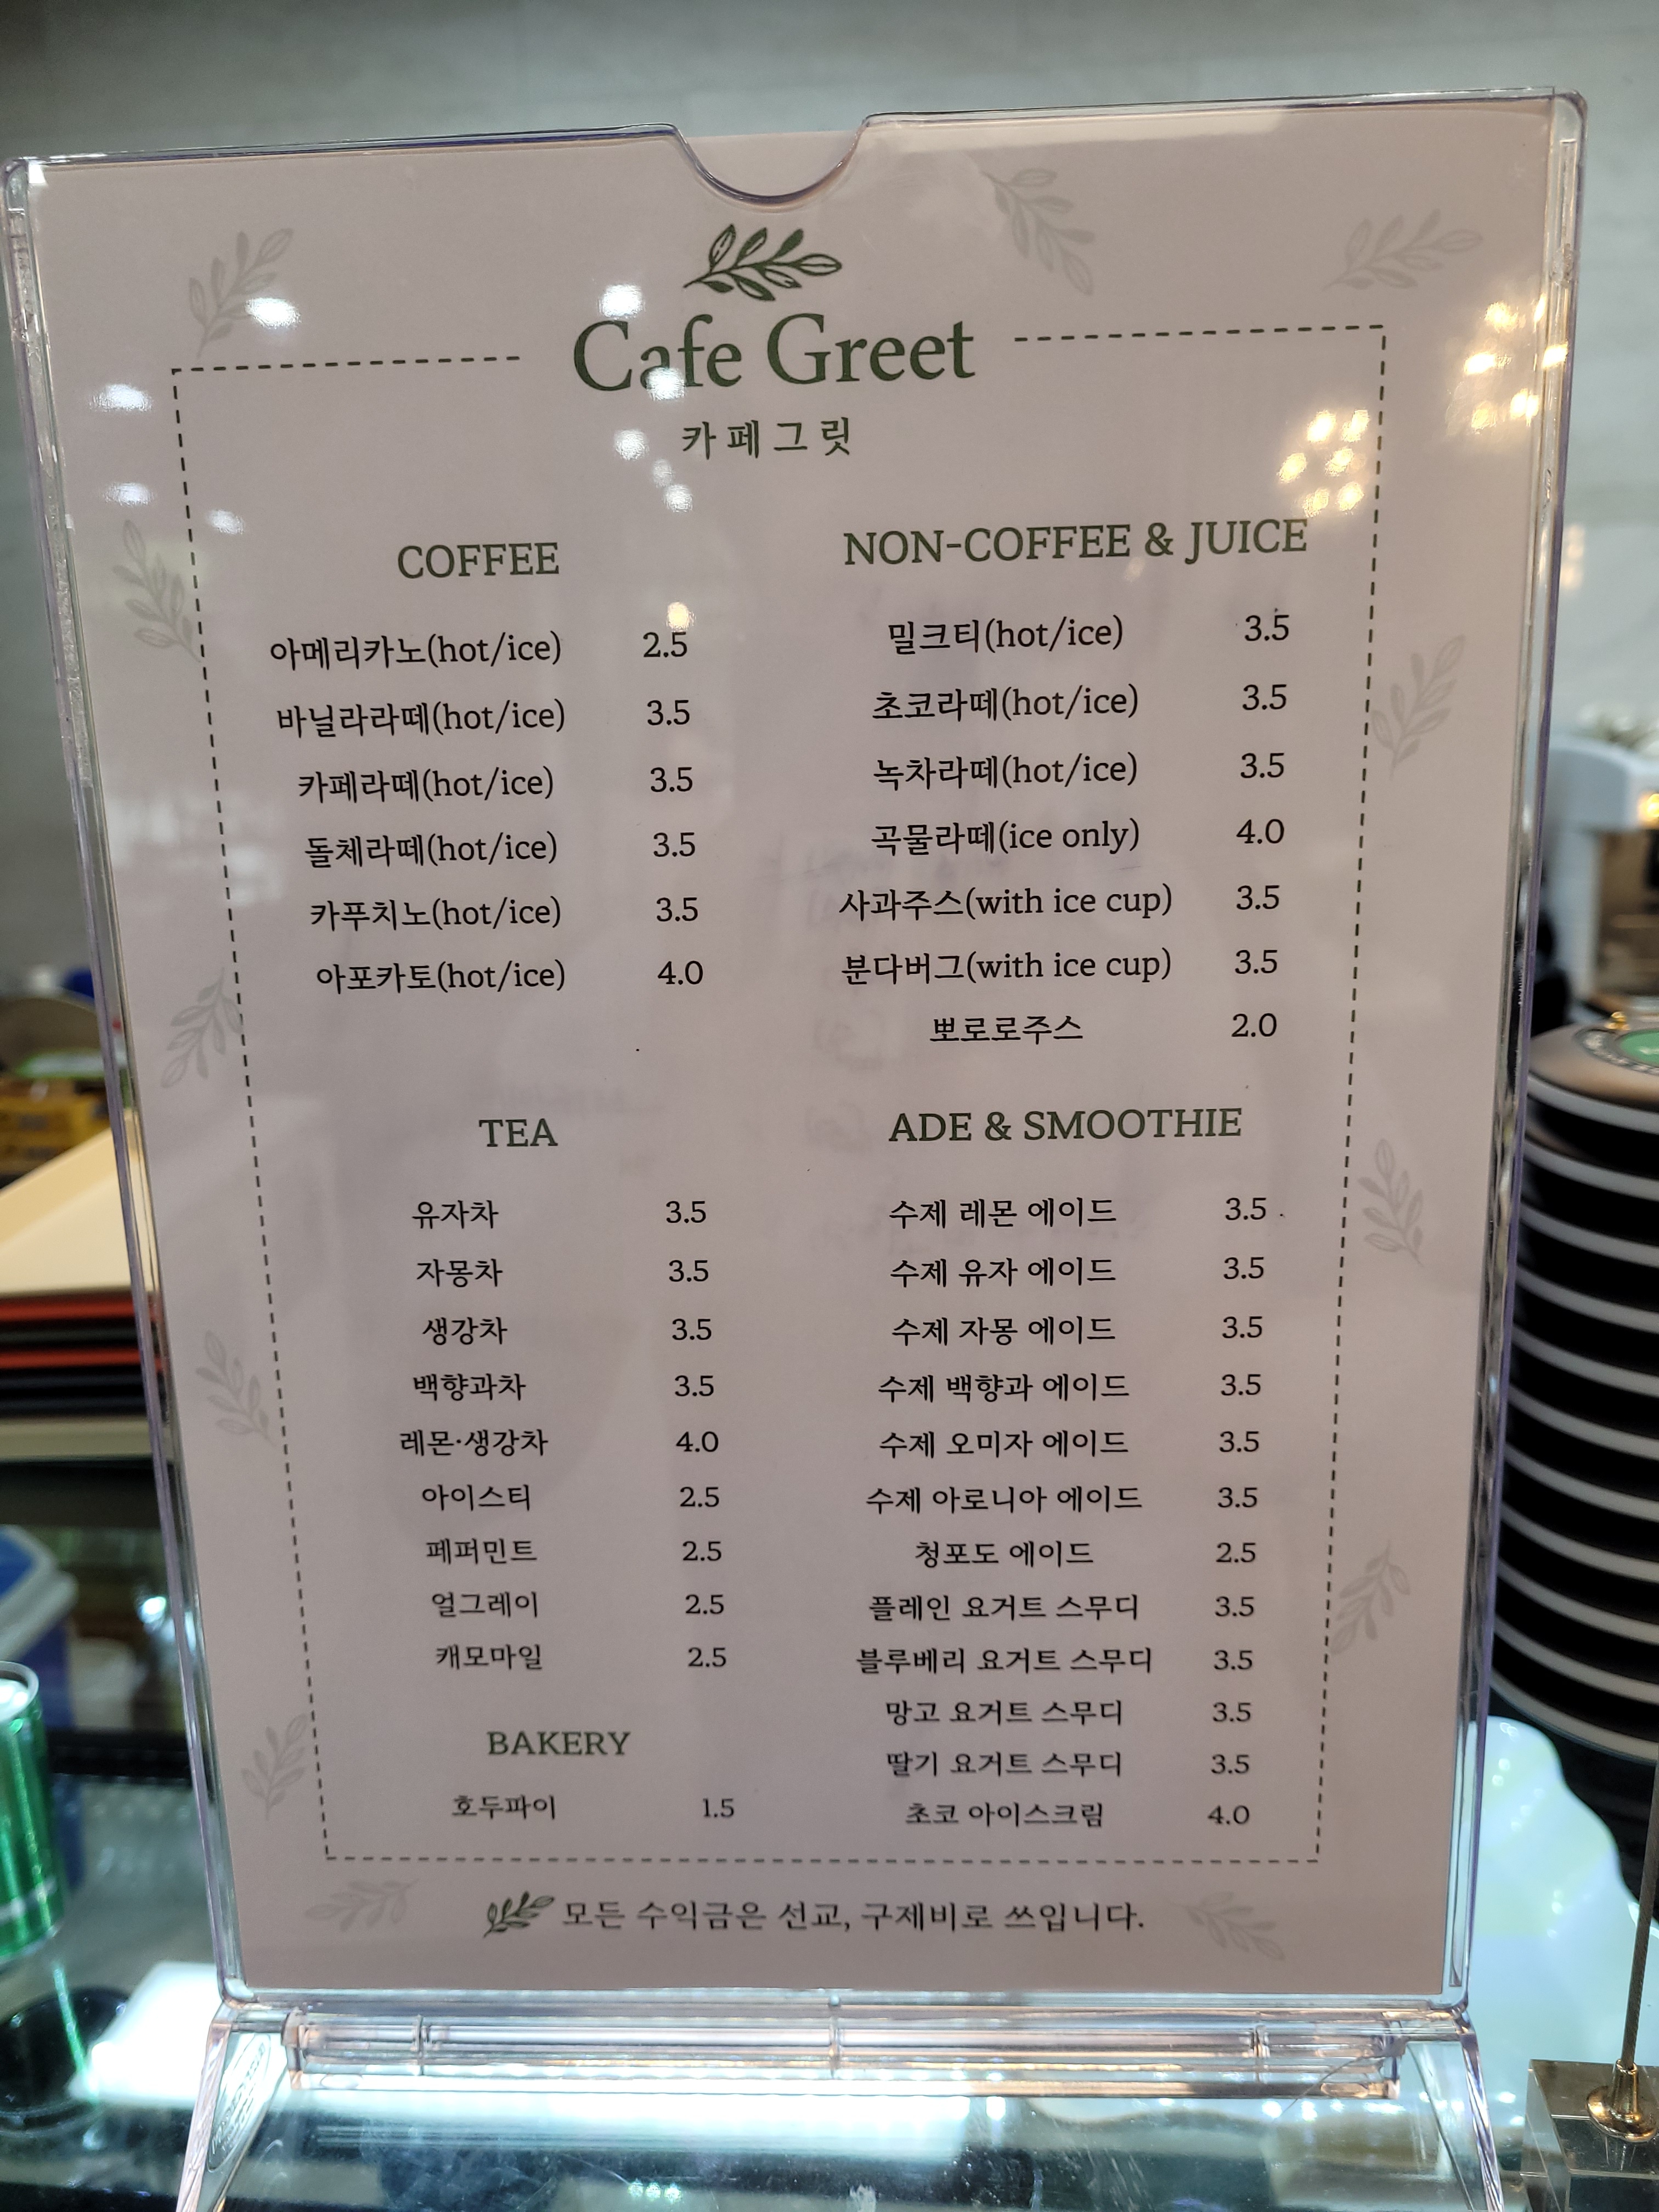 Cafe Greet
카페그릿
COFFEE
아메리카노(hot/ice) 2.5
바닐라라떼(hot/ice) 3.5
카페라떼(hot/ice) 3.5
돌체라떼(hot/ice) 3.5
카푸치노(hot/ice) 3.5
아포카토(hot/ice) 4.0
NON-COFFEE & JUICE
밀크티(hot/ice) 3.5
초코라떼(hot/ice) 3.5
녹차라떼(hot/ice) 3.5
곡물라떼(ice only) 4.0
사과주스(with ice cup) 3.5
분다버그(with ice cup) 3.5
뽀로로주스 2.0
TEA
유자차 3.5
자몽차 3.5
생강차 3.5
백향과차 3.5
레몬·생강차 4.0
아이스티 2.5
페퍼민트 2.5
얼그레이 2.5
캐모마일 2.5
BAKERY
호두파이 1.5
ADE & SMOOTHIE
수제 레몬 에이드 3.5
수제 유자 에이드 3.5
수제 자몽 에이드 3.5
수제 백향과 에이드 3.5
수제 오미자 에이드 3.5
수제 아로니아 에이드 3.5
청포도 에이드 2.5
플레인 요거트 스무디 3.5
블루베리 요거트 스무디 3.5
망고 요거트 스무디 3.5
딸기 요거트 스무디 3.5
초코 아이스크림 4.0
모든 수익금은 선교, 구제비로 쓰입니다.